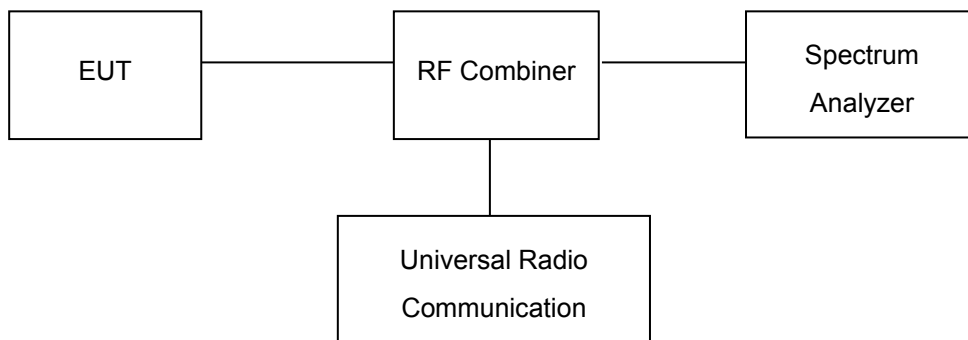 EUT
RF Combiner
Spectrum
Analyzer
Universal Radio
Communication